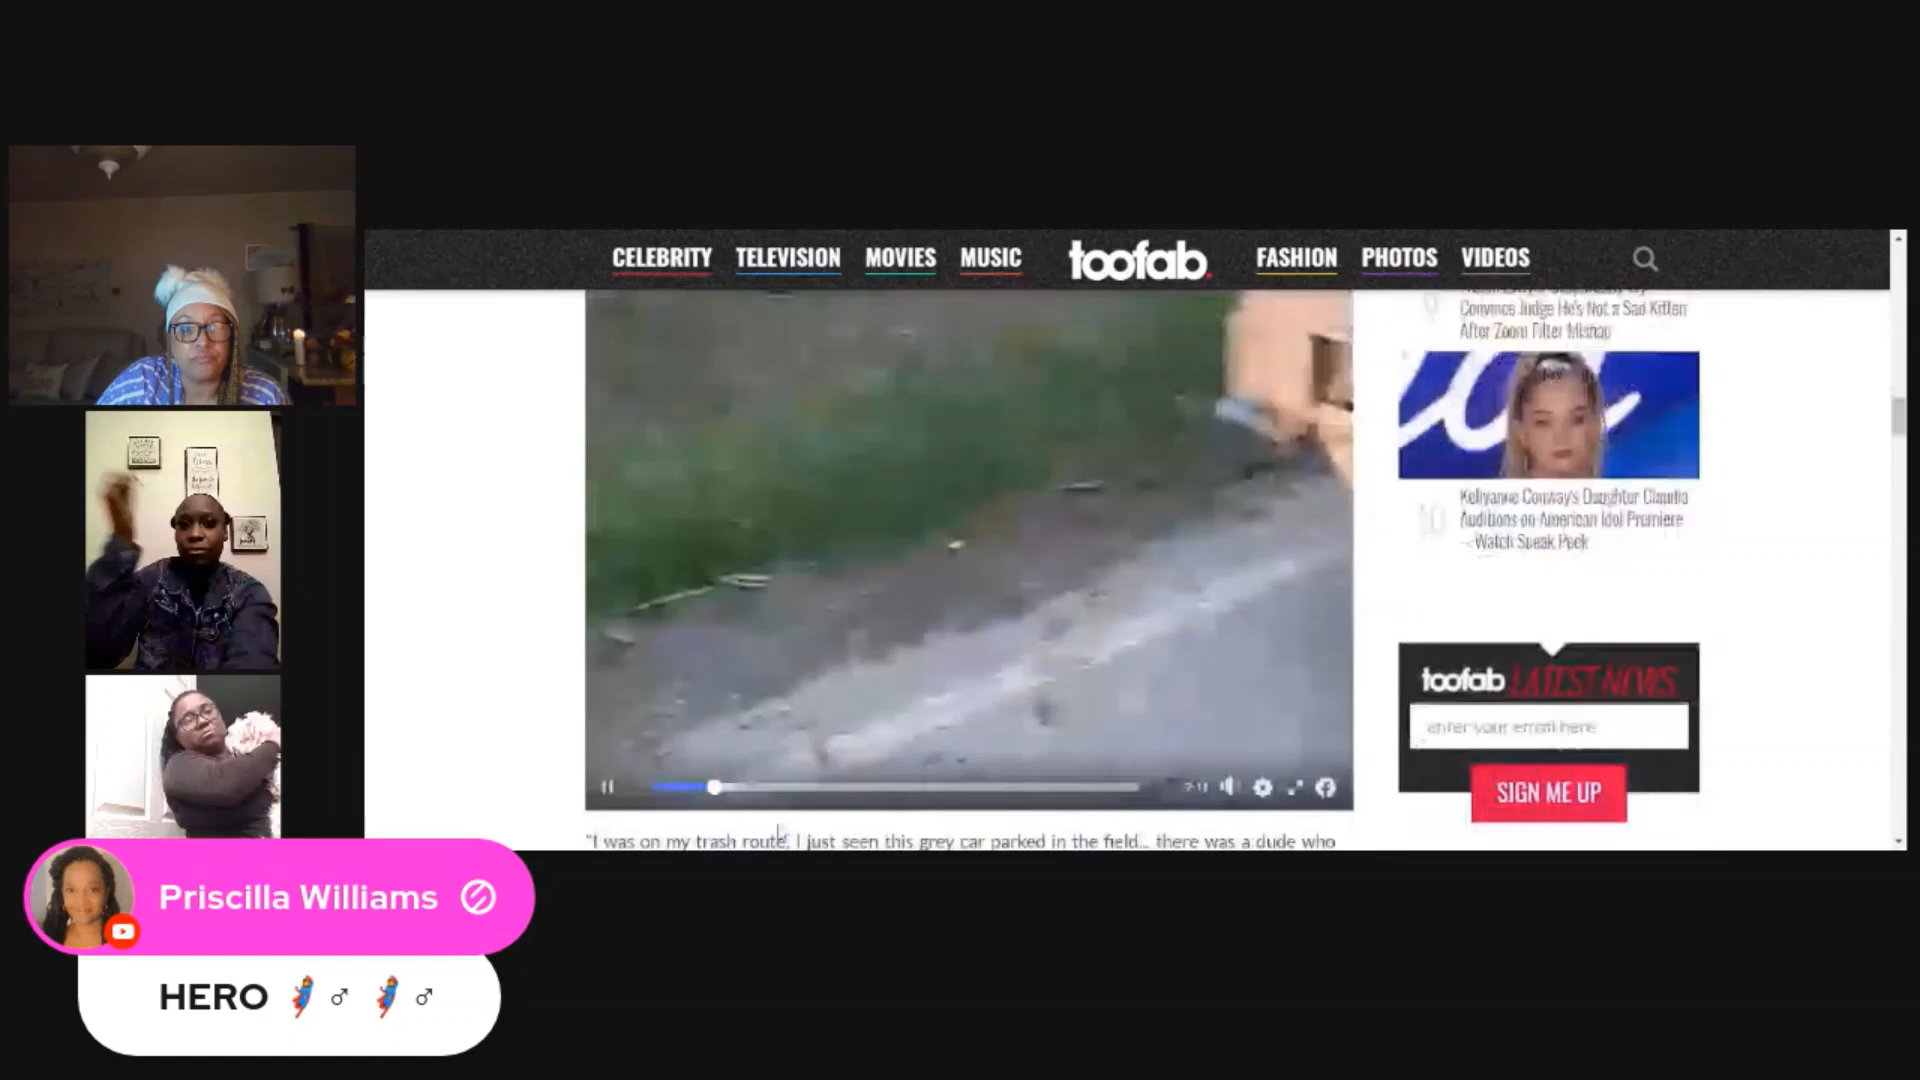 CELEBRITY TELEVISION MOVIES MUSIC toofab. FASHION PHOTOS VIDEOS
Convince Judge He's Not a Sad Kitten
After Zoom Filter Mishap
10
Kellyanne Conway's Daughter Claudia
Auditions on American Idol Premiere
-- Watch Sneak Peek
toofab LATEST NEWS
enter your email here
SIGN ME UP
"I was on my trash route, I just seen this grey car parked in the field... there was a dude who
Priscilla Williams
HERO 🦸‍♂ 🦸‍♂